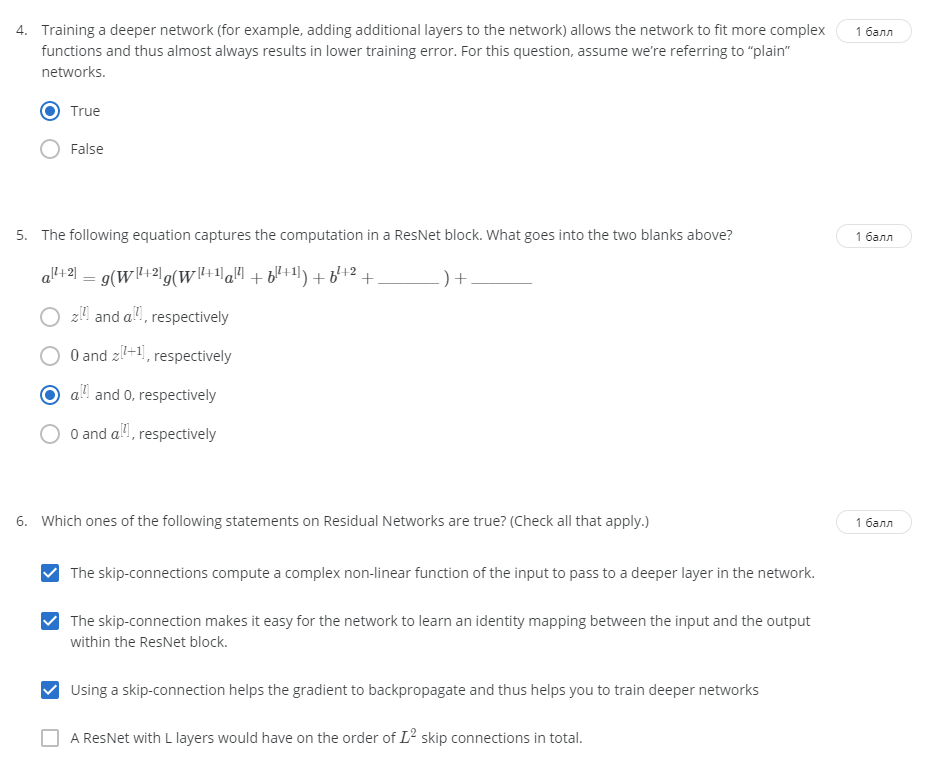 4. Training a deeper network (for example, adding additional layers to the network) allows the network to fit more complex 1 балл
functions and thus almost always results in lower training error. For this question, assume we're referring to “plain”
networks.
True
False
5. The following equation captures the computation in a ResNet block. What goes into the two blanks above? 1 балл
a^{[l+2]} = g(W^{[l+2]}g(W^{[l+1]}a^{[l]} + b^{[l+1]}) + b^{l+2} + _______ ) + _______
z^{[l]} and a^{[l]}, respectively
0 and z^{[l+1]}, respectively
a^{[l]} and 0, respectively
0 and a^{[l]}, respectively
6. Which ones of the following statements on Residual Networks are true? (Check all that apply.) 1 балл
The skip-connections compute a complex non-linear function of the input to pass to a deeper layer in the network.
The skip-connection makes it easy for the network to learn an identity mapping between the input and the output
within the ResNet block.
Using a skip-connection helps the gradient to backpropagate and thus helps you to train deeper networks
A ResNet with L layers would have on the order of L² skip connections in total.